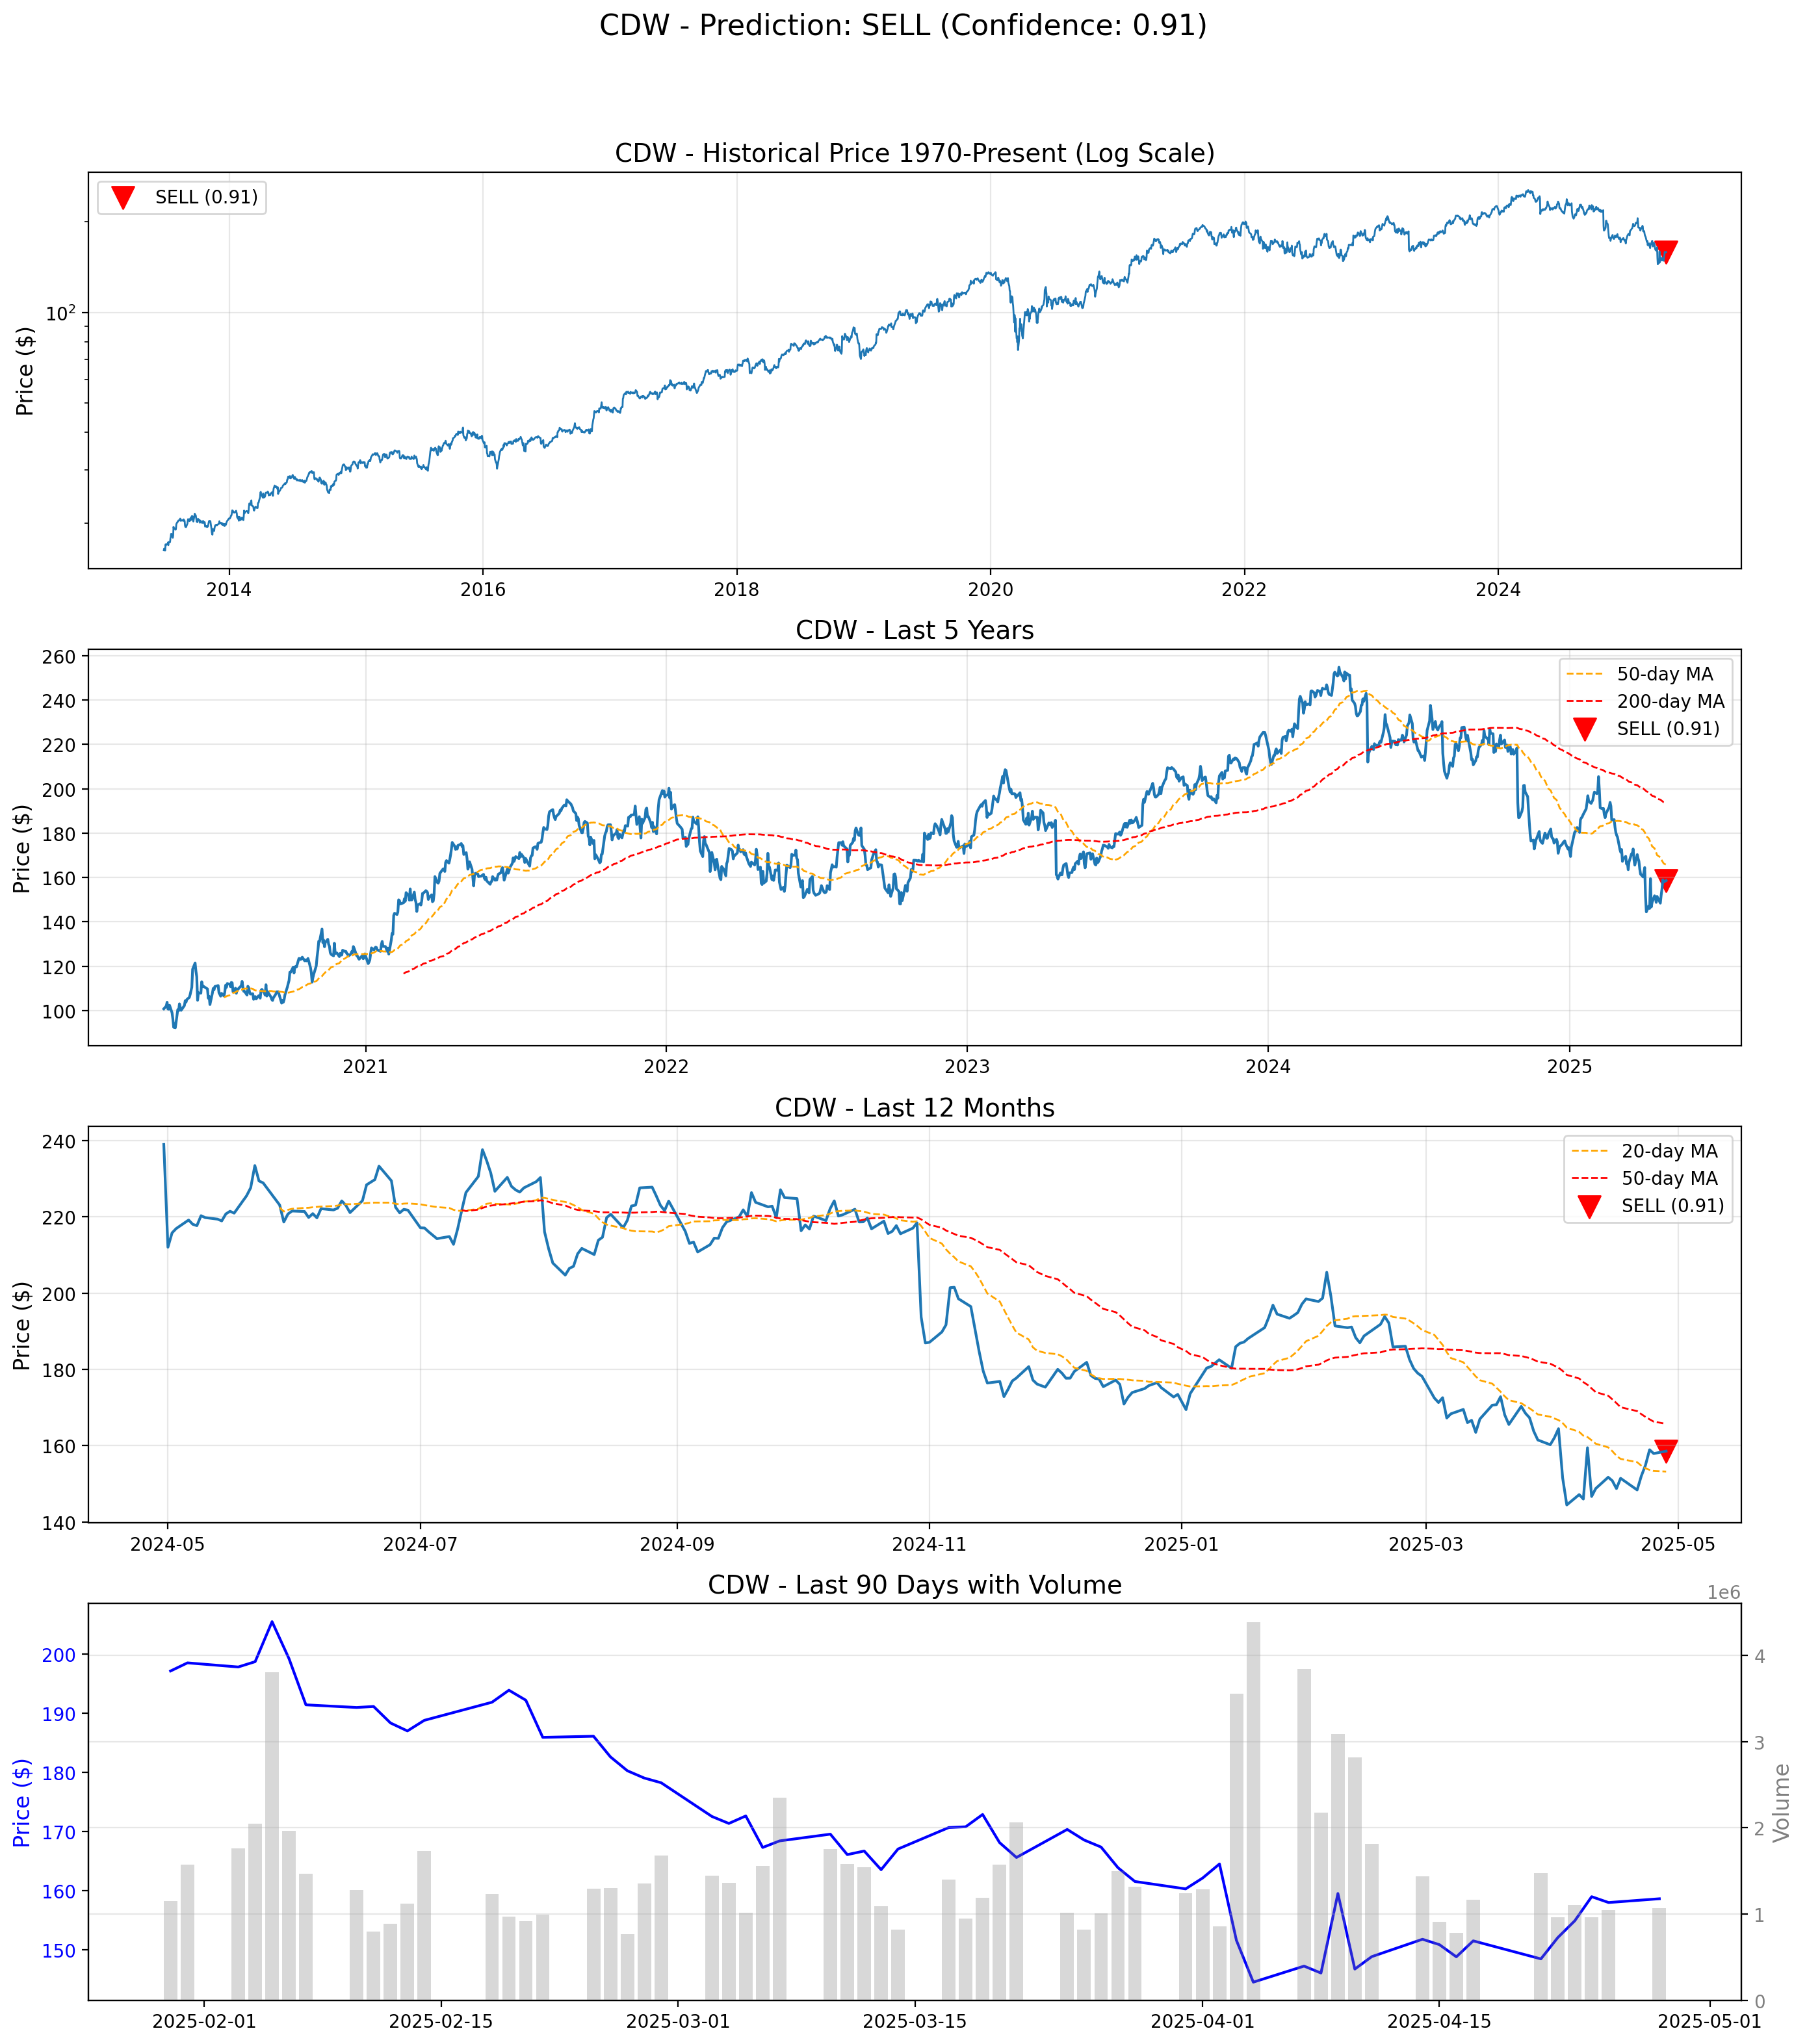 CDW - Prediction: SELL (Confidence: 0.91)
CDW - Historical Price 1970-Present (Log Scale)
SELL (0.91)
Price ($)
10²
2014 2016 2018 2020 2022 2024
CDW - Last 5 Years
50-day MA
200-day MA
SELL (0.91)
Price ($)
260
240
220
200
180
160
140
120
100
2021 2022 2023 2024 2025
CDW - Last 12 Months
20-day MA
50-day MA
SELL (0.91)
Price ($)
240
220
200
180
160
140
2024-05 2024-07 2024-09 2024-11 2025-01 2025-03 2025-05
CDW - Last 90 Days with Volume
1e6
Price ($)
200
190
180
170
160
150
4
3
2
1
0
Volume
2025-02-01 2025-02-15 2025-03-01 2025-03-15 2025-04-01 2025-04-15 2025-05-01